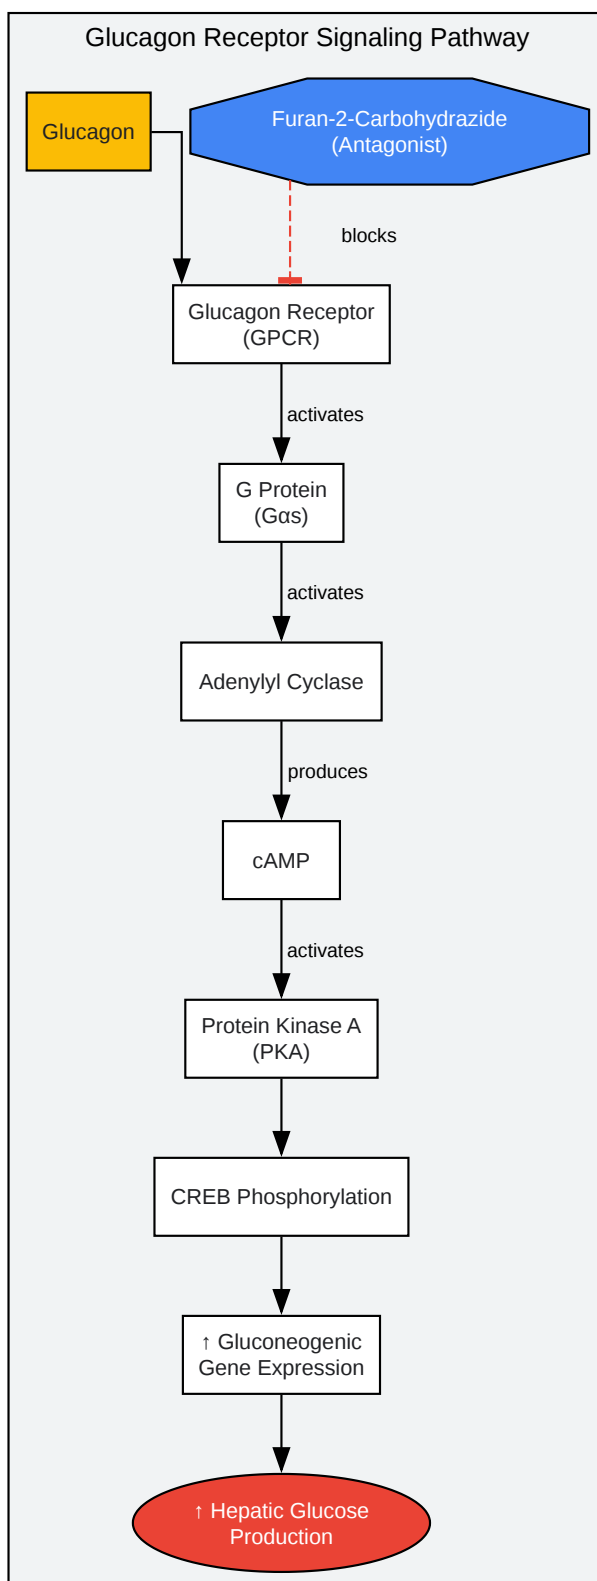 Glucagon Receptor Signaling Pathway
Glucagon
Furan-2-Carbohydrazide
(Antagonist)
blocks
Glucagon Receptor
(GPCR)
activates
G Protein
(Gαs)
activates
Adenylyl Cyclase
produces
cAMP
activates
Protein Kinase A
(PKA)
CREB Phosphorylation
↑ Gluconeogenic
Gene Expression
↑ Hepatic Glucose
Production